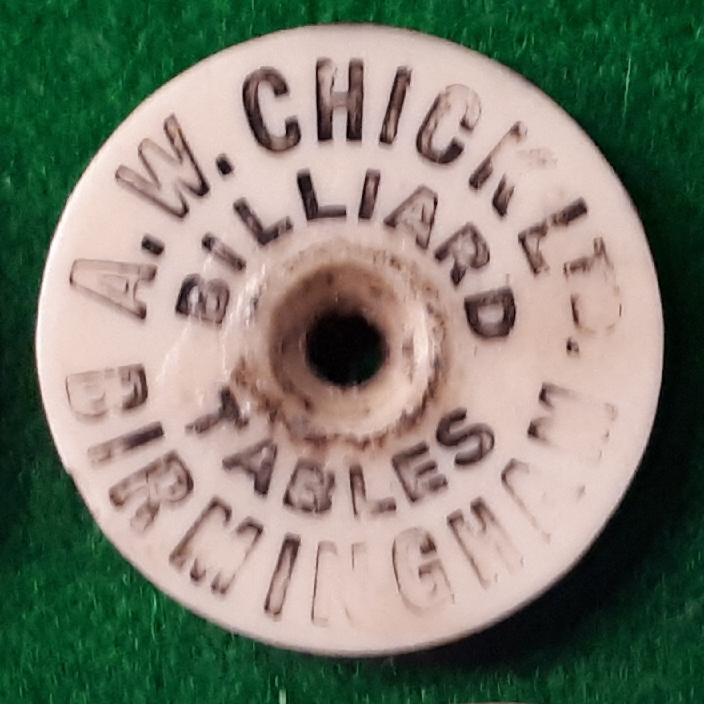 A.W. CHICK LTD.
BILLIARD
TABLES
BIRMINGHAM